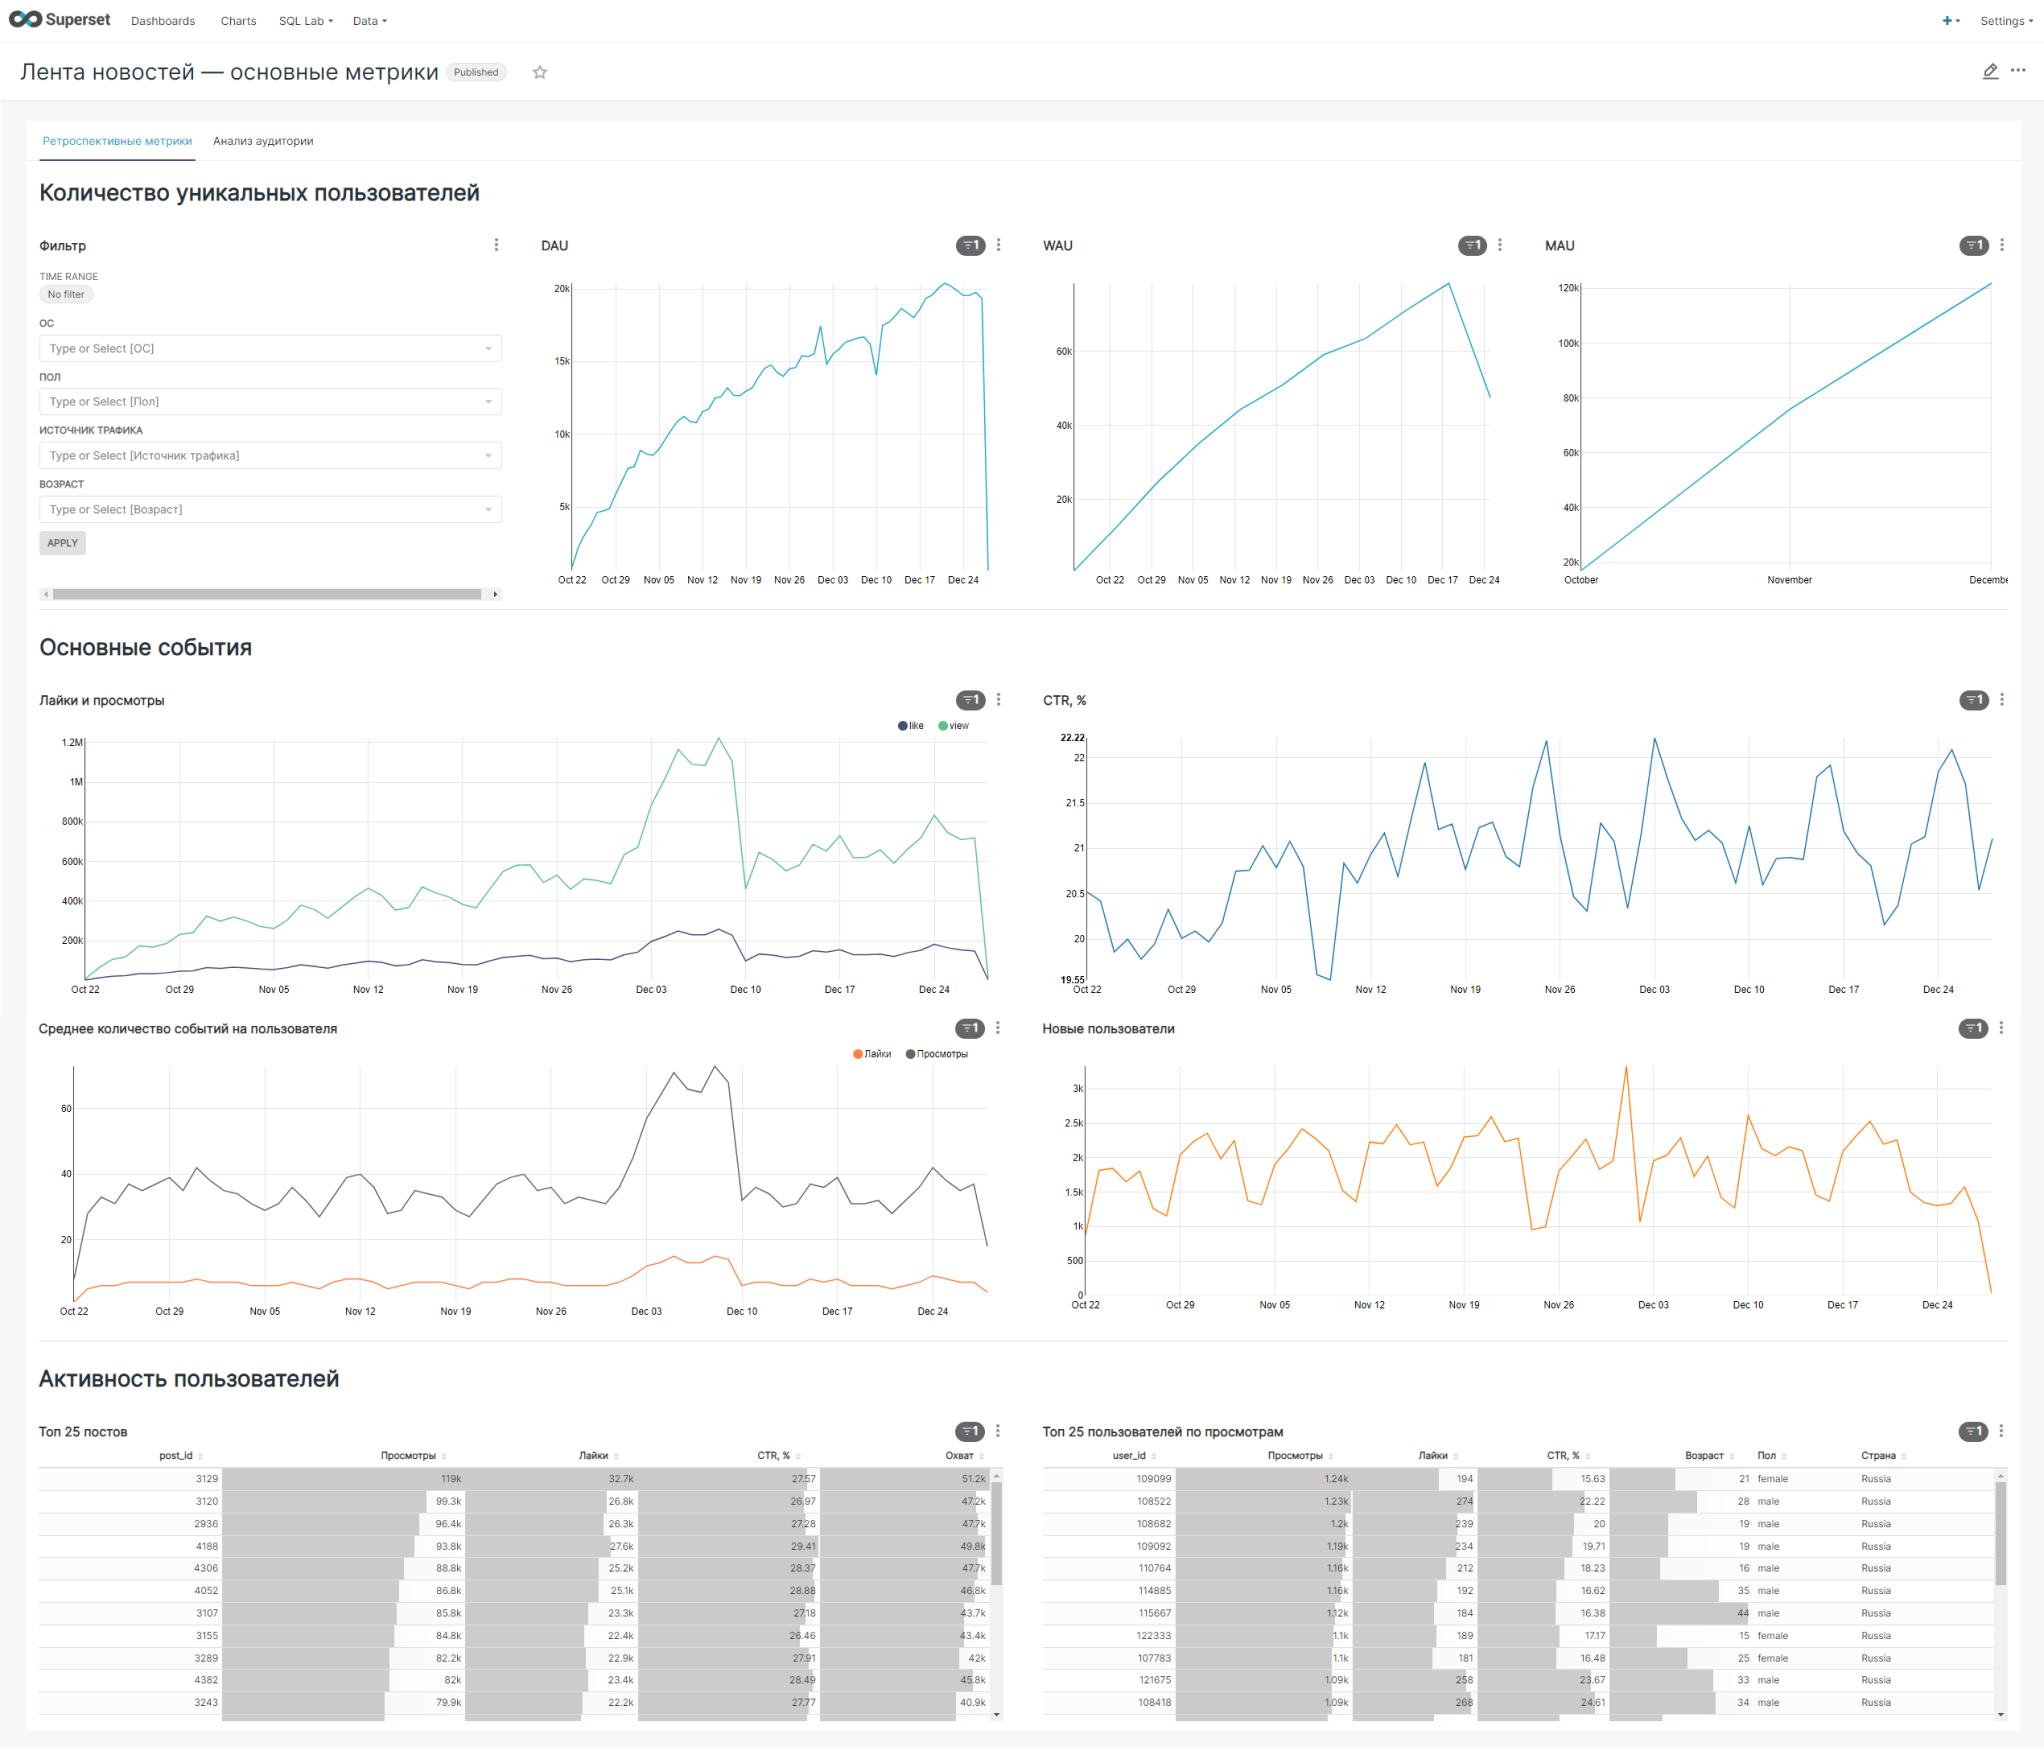 Superset Dashboards Charts SQL Lab Data + Settings
Лента новостей — основные метрики Published
Ретроспективные метрики Анализ аудитории
Количество уникальных пользователей
Фильтр
TIME RANGE
No filter
ОС
Type or Select [ОС]
ПОЛ
Type or Select [Пол]
ИСТОЧНИК ТРАФИКА
Type or Select [Источник трафика]
ВОЗРАСТ
Type or Select [Возраст]
APPLY
DAU 1
20k
15k
10k
5k
Oct 22 Oct 29 Nov 05 Nov 12 Nov 19 Nov 26 Dec 03 Dec 10 Dec 17 Dec 24
WAU 1
60k
40k
20k
Oct 22 Oct 29 Nov 05 Nov 12 Nov 19 Nov 26 Dec 03 Dec 10 Dec 17 Dec 24
MAU 1
120k
100k
80k
60k
40k
20k
October November Decembe
Основные события
Лайки и просмотры 1
like view
1.2M
1M
800k
600k
400k
200k
Oct 22 Oct 29 Nov 05 Nov 12 Nov 19 Nov 26 Dec 03 Dec 10 Dec 17 Dec 24
CTR, % 1
22.22
22
21.5
21
20.5
20
19.55
Oct 22 Oct 29 Nov 05 Nov 12 Nov 19 Nov 26 Dec 03 Dec 10 Dec 17 Dec 24
Среднее количество событий на пользователя 1
Лайки Просмотры
60
40
20
Oct 22 Oct 29 Nov 05 Nov 12 Nov 19 Nov 26 Dec 03 Dec 10 Dec 17 Dec 24
Новые пользователи 1
3k
2.5k
2k
1.5k
1k
500
0
Oct 22 Oct 29 Nov 05 Nov 12 Nov 19 Nov 26 Dec 03 Dec 10 Dec 17 Dec 24
Активность пользователей
Топ 25 постов 1
post_id Просмотры Лайки CTR, % Охват
3129 119k 32.7k 27.57 51.2k
3120 99.3k 26.8k 26.97 47.2k
2936 96.4k 26.3k 27.28 47.7k
4188 93.8k 27.6k 29.41 49.8k
4306 88.8k 25.2k 28.37 47.7k
4052 86.8k 25.1k 28.88 46.8k
3107 85.8k 23.3k 27.18 43.7k
3155 84.8k 22.4k 26.46 43.4k
3289 82.2k 22.9k 27.91 42k
4382 82k 23.4k 28.49 45.8k
3243 79.9k 22.2k 27.77 40.9k
Топ 25 пользователей по просмотрам 1
user_id Просмотры Лайки CTR, % Возраст Пол Страна
109099 1.24k 194 15.63 21 female Russia
108522 1.23k 274 22.22 28 male Russia
108682 1.2k 239 20 19 male Russia
109092 1.19k 234 19.71 19 male Russia
110764 1.16k 212 18.23 16 male Russia
114885 1.16k 192 16.62 35 male Russia
115667 1.12k 184 16.38 44 male Russia
122333 1.1k 189 17.17 15 female Russia
107783 1.1k 181 16.48 25 female Russia
121675 1.09k 258 23.67 33 male Russia
108418 1.09k 268 24.61 34 male Russia